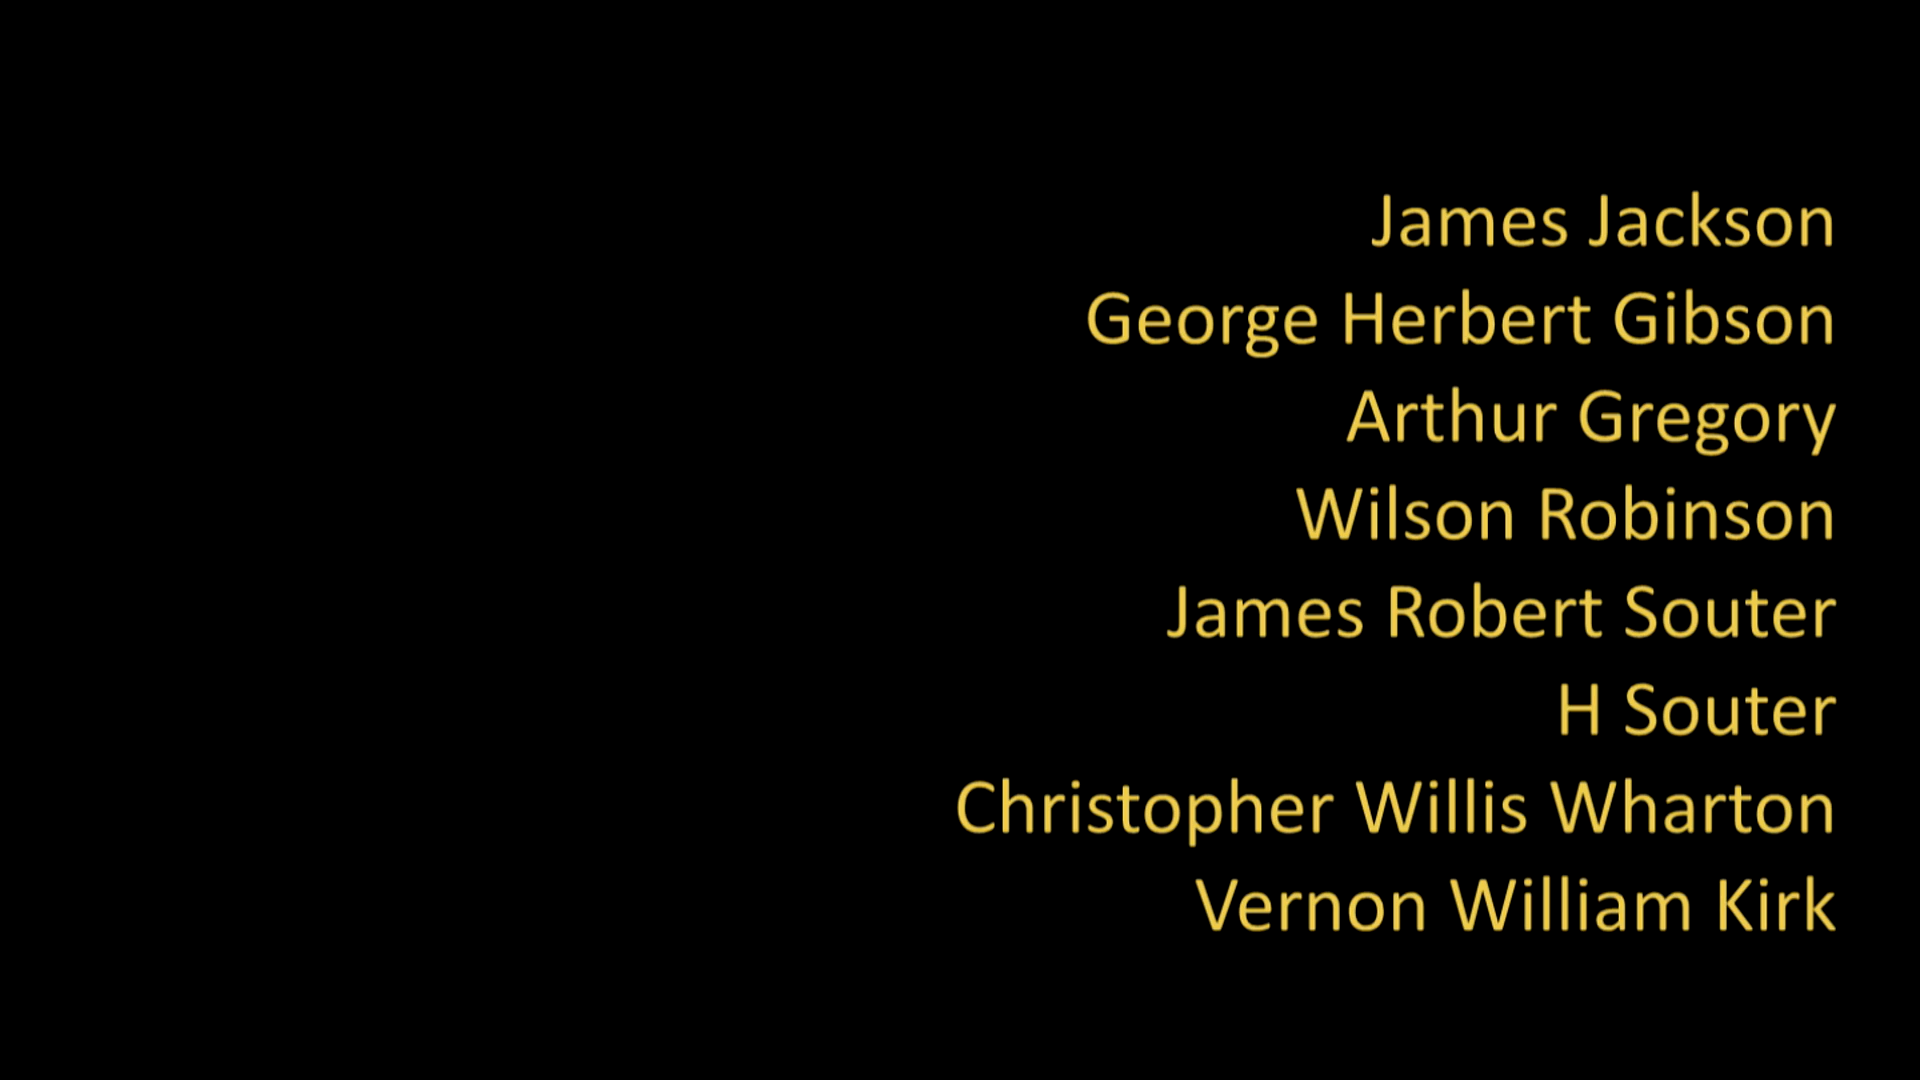 James Jackson
George Herbert Gibson
Arthur Gregory
Wilson Robinson
James Robert Souter
H Souter
Christopher Willis Wharton
Vernon William Kirk